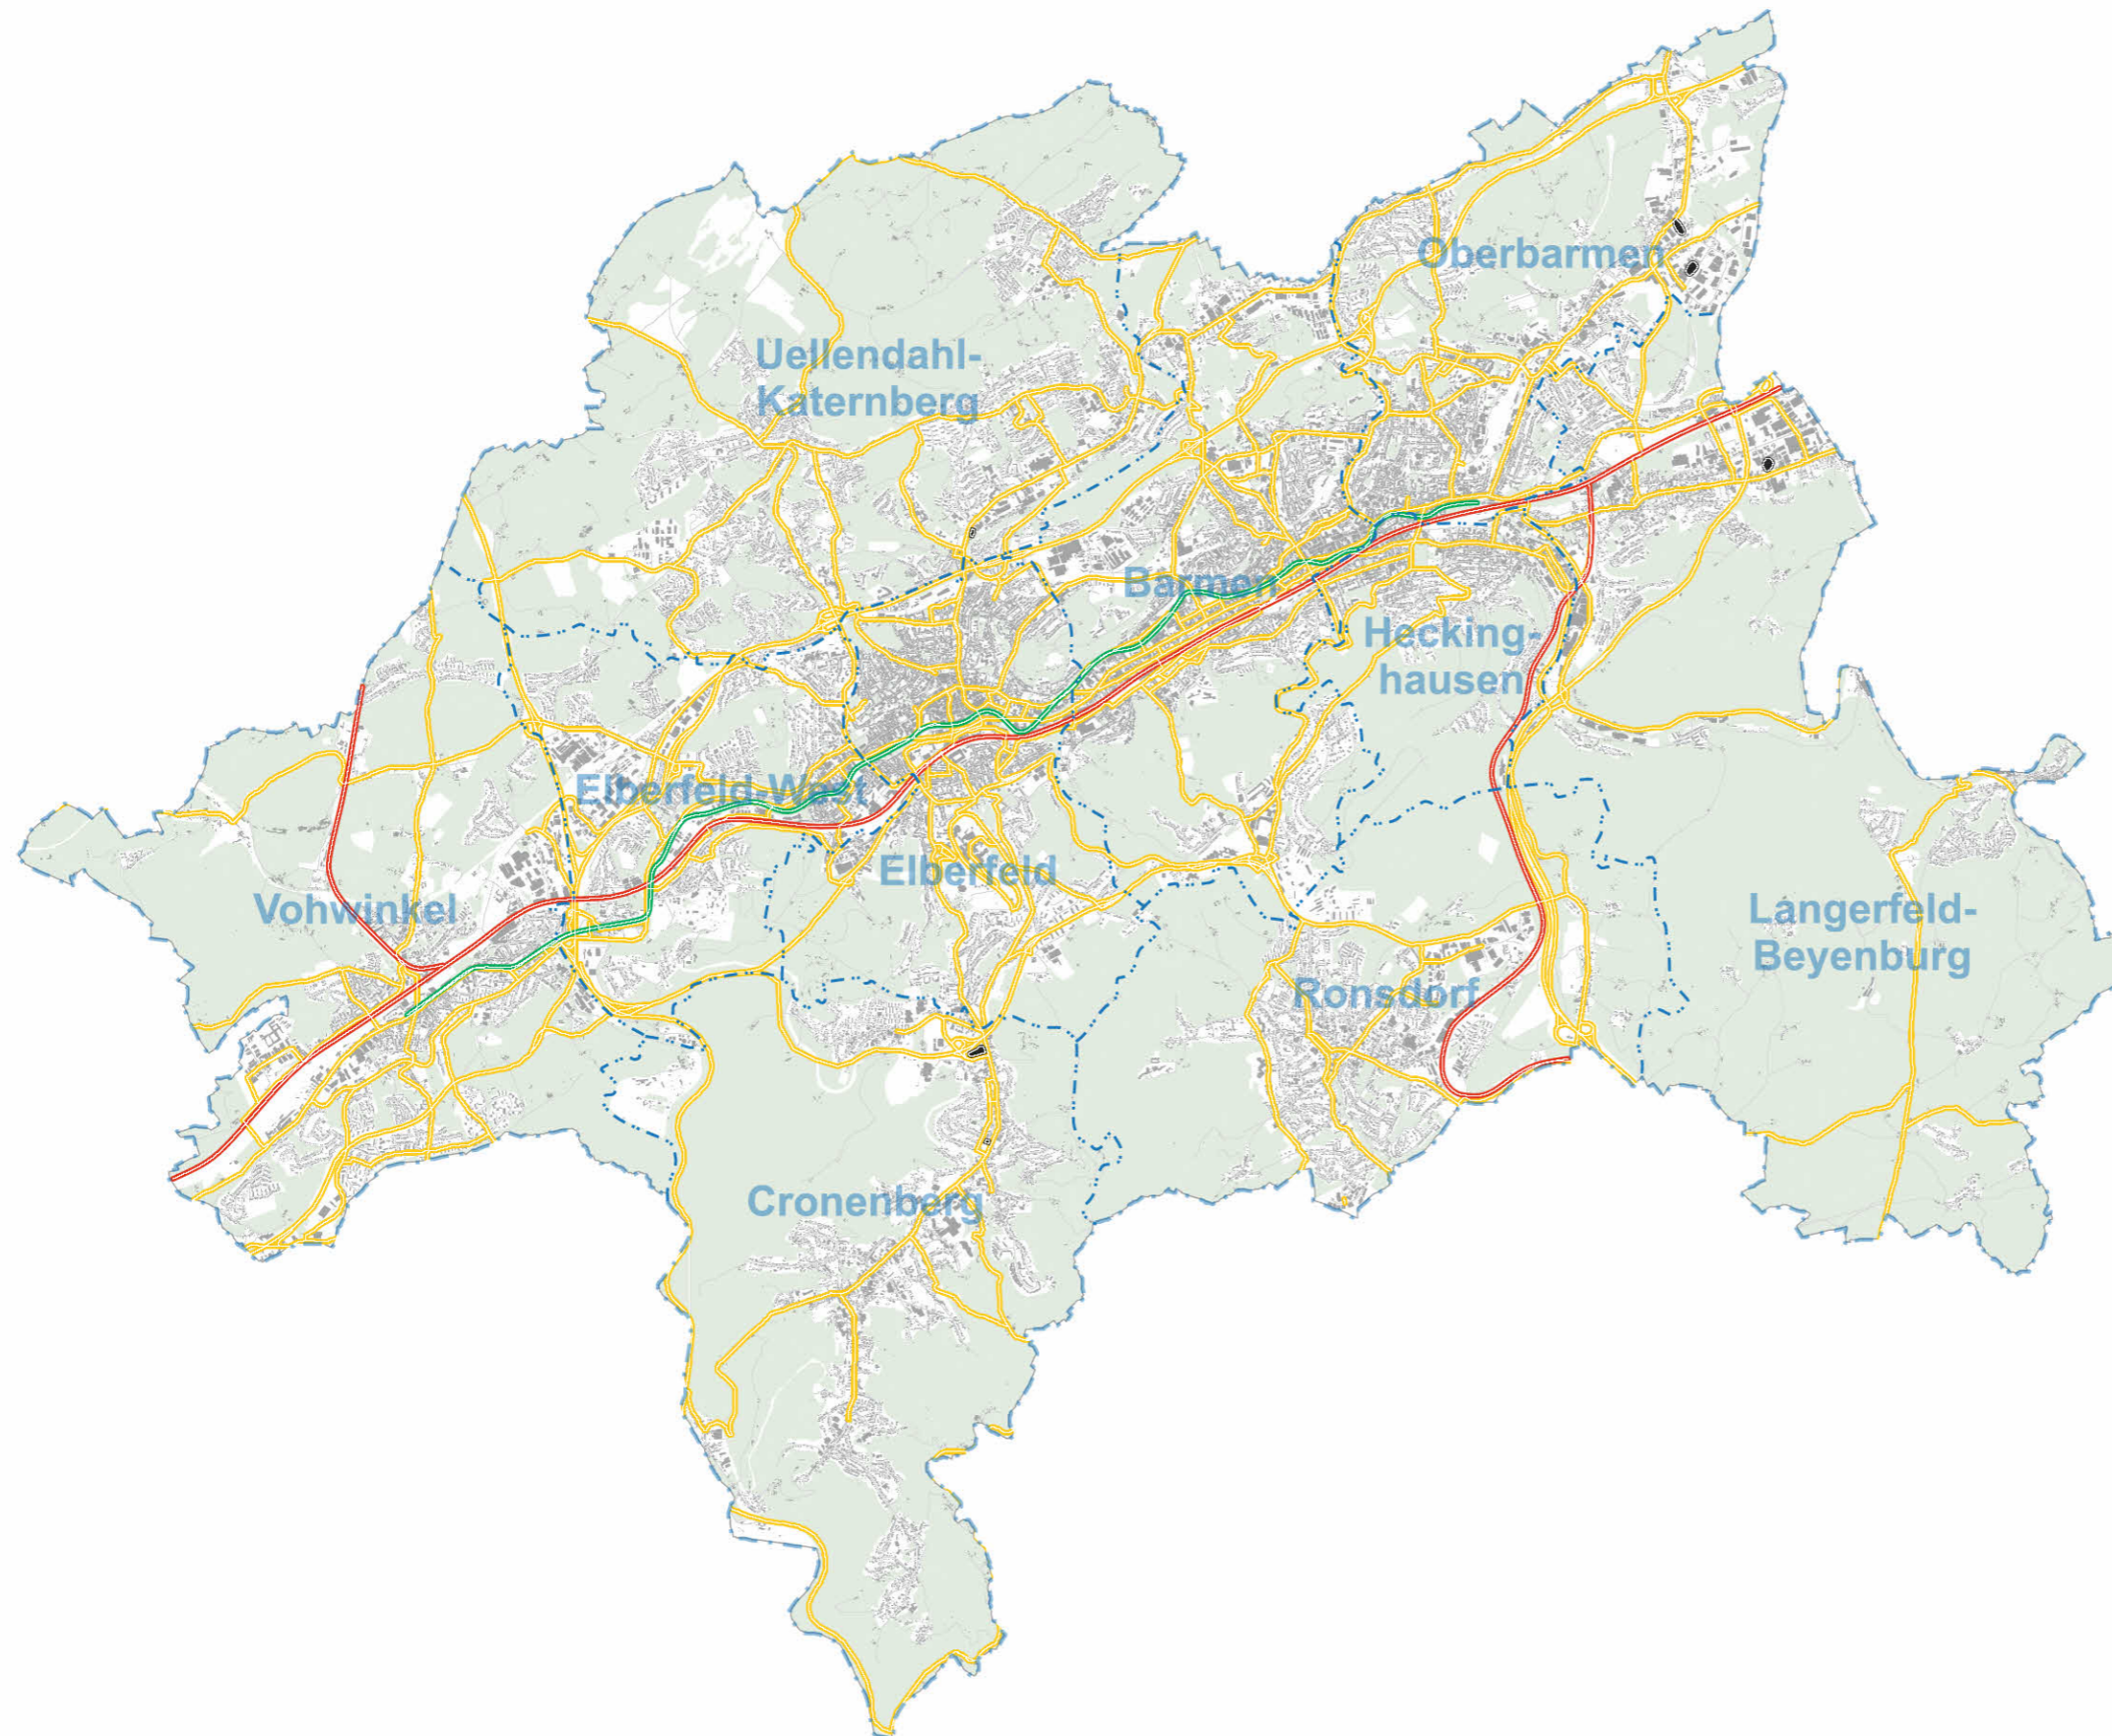 Oberbarmen
Uellendahl-
Katernberg
Barmen
Hecking-
hausen
Elberfeld-West
Elberfeld
Vohwinkel
Langerfeld-
Beyenburg
Ronsdorf
Cronenberg